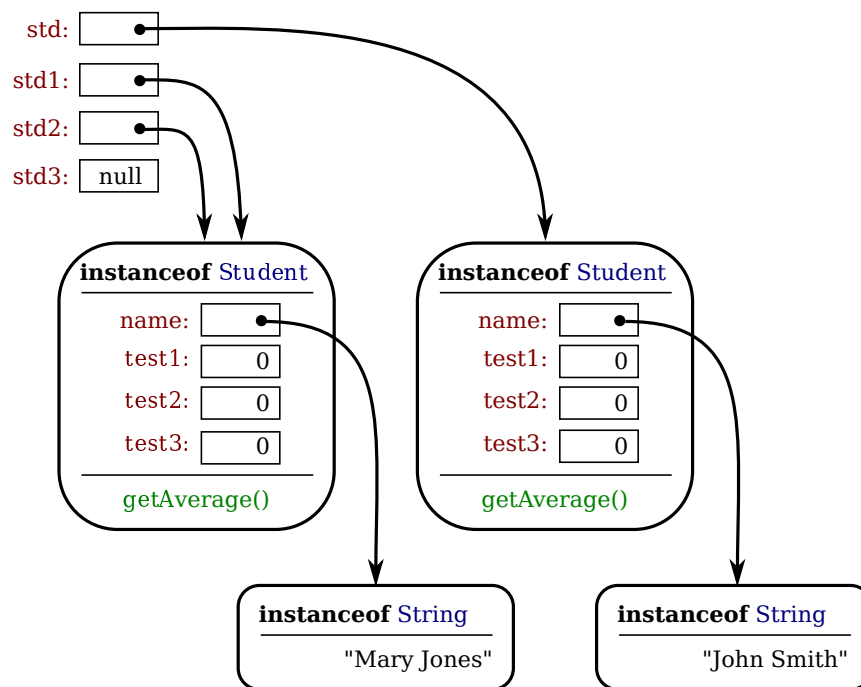 std:
std1:
std2:
std3: null
instanceof Student
name:
test1: 0
test2: 0
test3: 0
getAverage()
instanceof Student
name:
test1: 0
test2: 0
test3: 0
getAverage()
instanceof String
"Mary Jones"
instanceof String
"John Smith"